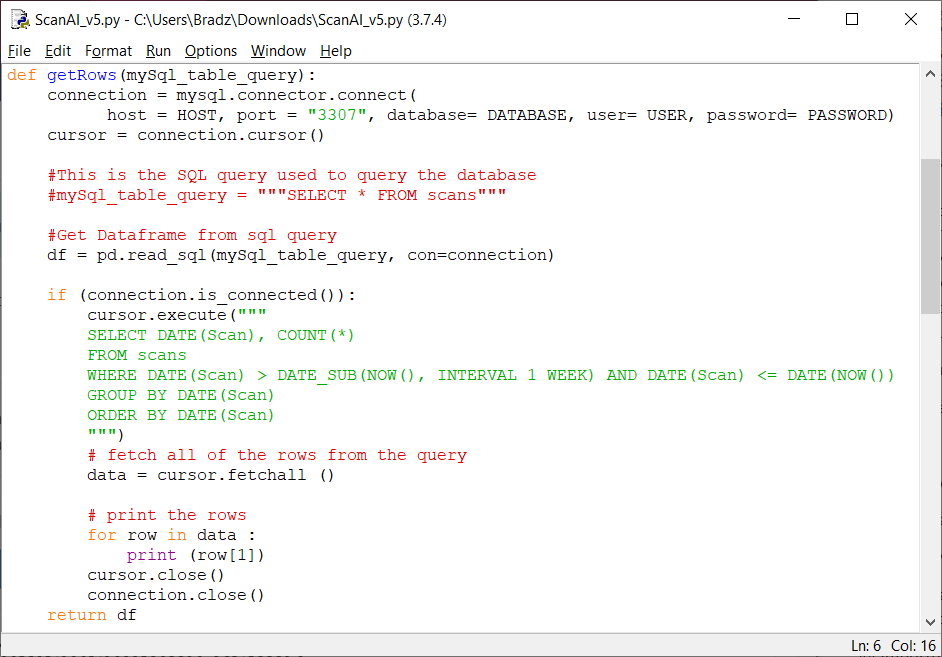 ScanAI_v5.py - C:\Users\Bradz\Downloads\ScanAI_v5.py (3.7.4)
File Edit Format Run Options Window Help
def getRows(mySql_table_query):
    connection = mysql.connector.connect(
          host = HOST, port = "3307", database= DATABASE, user= USER, password= PASSWORD)
    cursor = connection.cursor()

    #This is the SQL query used to query the database
    #mySql_table_query = """SELECT * FROM scans"""

    #Get Dataframe from sql query
    df = pd.read_sql(mySql_table_query, con=connection)

    if (connection.is_connected()):
        cursor.execute("""
        SELECT DATE(Scan), COUNT(*)
        FROM scans
        WHERE DATE(Scan) > DATE_SUB(NOW(), INTERVAL 1 WEEK) AND DATE(Scan) <= DATE(NOW())
        GROUP BY DATE(Scan)
        ORDER BY DATE(Scan)
        """)
        # fetch all of the rows from the query
        data = cursor.fetchall ()

        # print the rows
        for row in data :
            print (row[1])
        cursor.close()
        connection.close()
    return df
Ln: 6 Col: 16